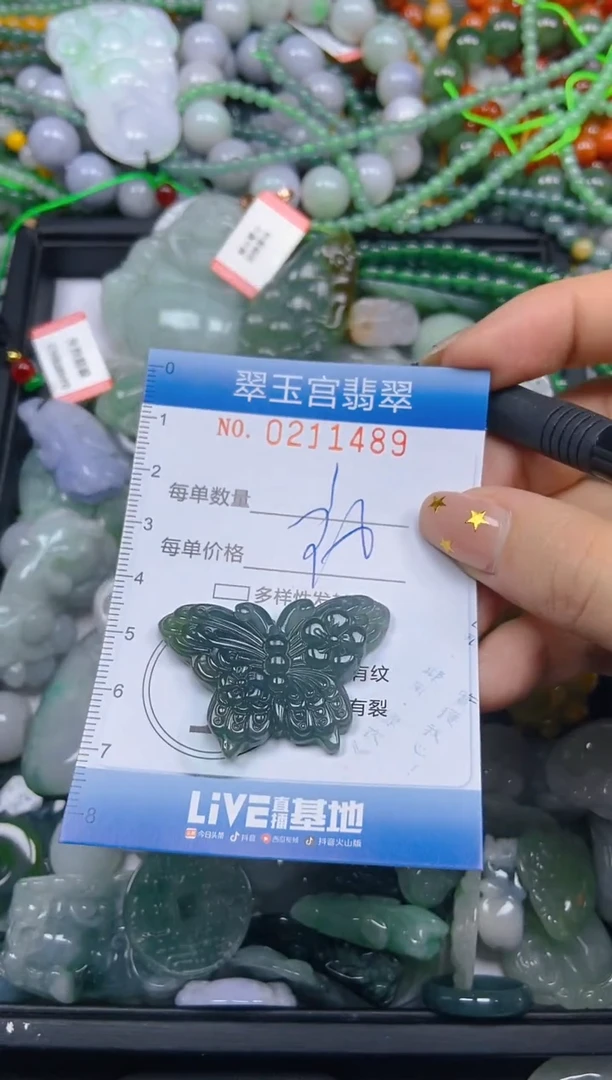 0
翠玉宫翡翠
1
NO. 0211489
2
每单数量
3
每单价格
4
多样性发
5
有纹
6
有裂
7
LiVE直播基地
今日头条 抖音 西瓜视频 抖音火山版
8